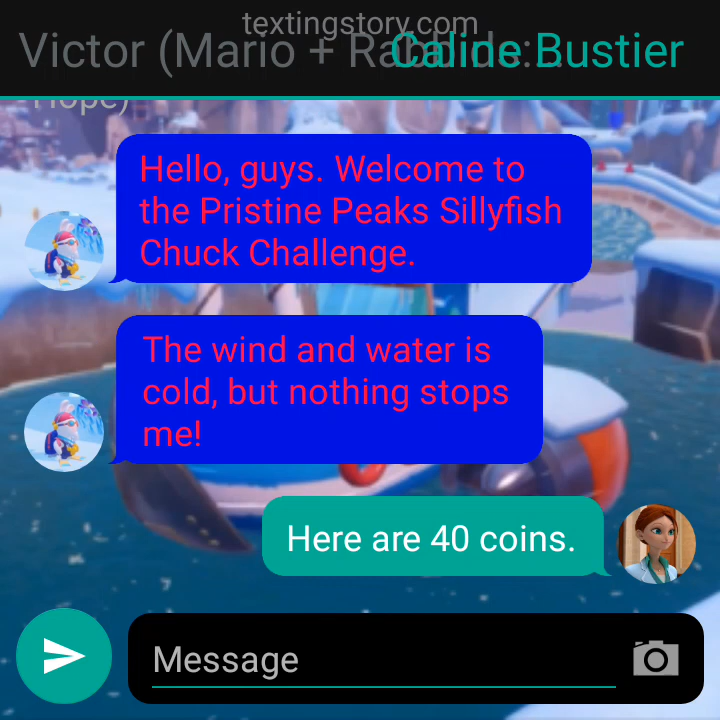 textingstory.com
Victor (Mario + Rabbids:
Caline Bustier
Hope)
Hello, guys. Welcome to
the Pristine Peaks Sillyfish
Chuck Challenge.
The wind and water is
cold, but nothing stops
me!
Here are 40 coins.
Message